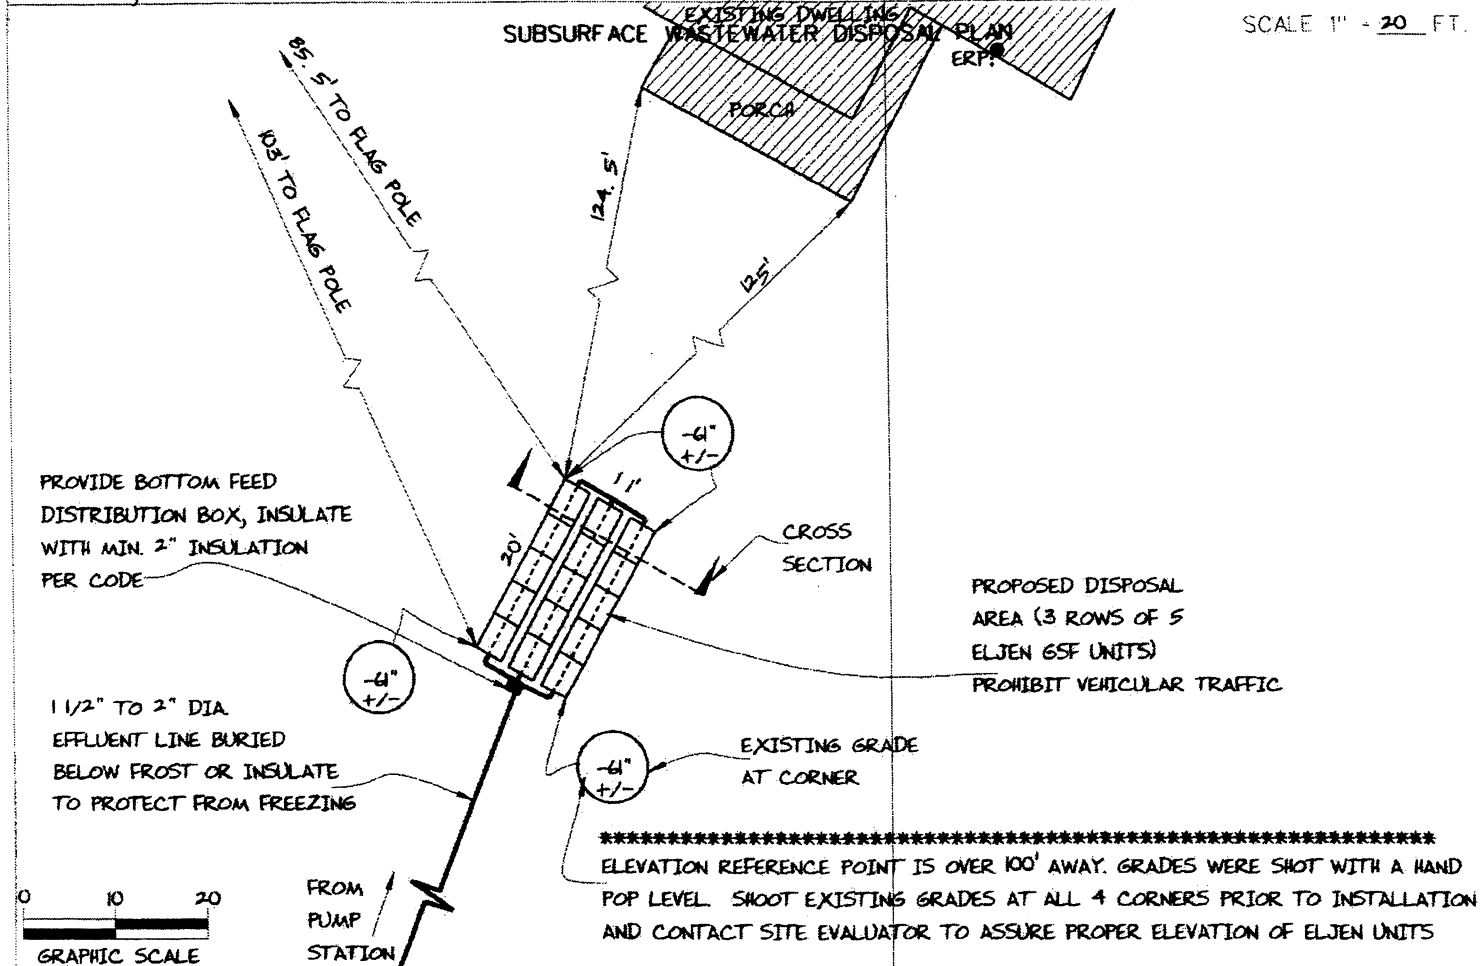 EXISTING DWELLING
SUBSURFACE WASTEWATER DISPOSAL PLAN
SCALE 1" - 20 FT.
ERP!
PORCH
85. 5' TO FLAG POLE
103' TO FLAG POLE
124. 5'
125'
-61"
+/-
11'
20'
PROVIDE BOTTOM FEED
DISTRIBUTION BOX, INSULATE
WITH MIN. 2" INSULATION
PER CODE
CROSS
SECTION
PROPOSED DISPOSAL
AREA (3 ROWS OF 5
ELJEN GSF UNITS)
PROHIBIT VEHICULAR TRAFFIC
-61"
+/-
1 1/2" TO 2" DIA.
EFFLUENT LINE BURIED
BELOW FROST OR INSULATE
TO PROTECT FROM FREEZING
-61"
+/-
EXISTING GRADE
AT CORNER
**********************************************************************
ELEVATION REFERENCE POINT IS OVER 100' AWAY. GRADES WERE SHOT WITH A HAND
POP LEVEL. SHOOT EXISTING GRADES AT ALL 4 CORNERS PRIOR TO INSTALLATION
AND CONTACT SITE EVALUATOR TO ASSURE PROPER ELEVATION OF ELJEN UNITS
FROM
PUMP
STATION
0 10 20
GRAPHIC SCALE